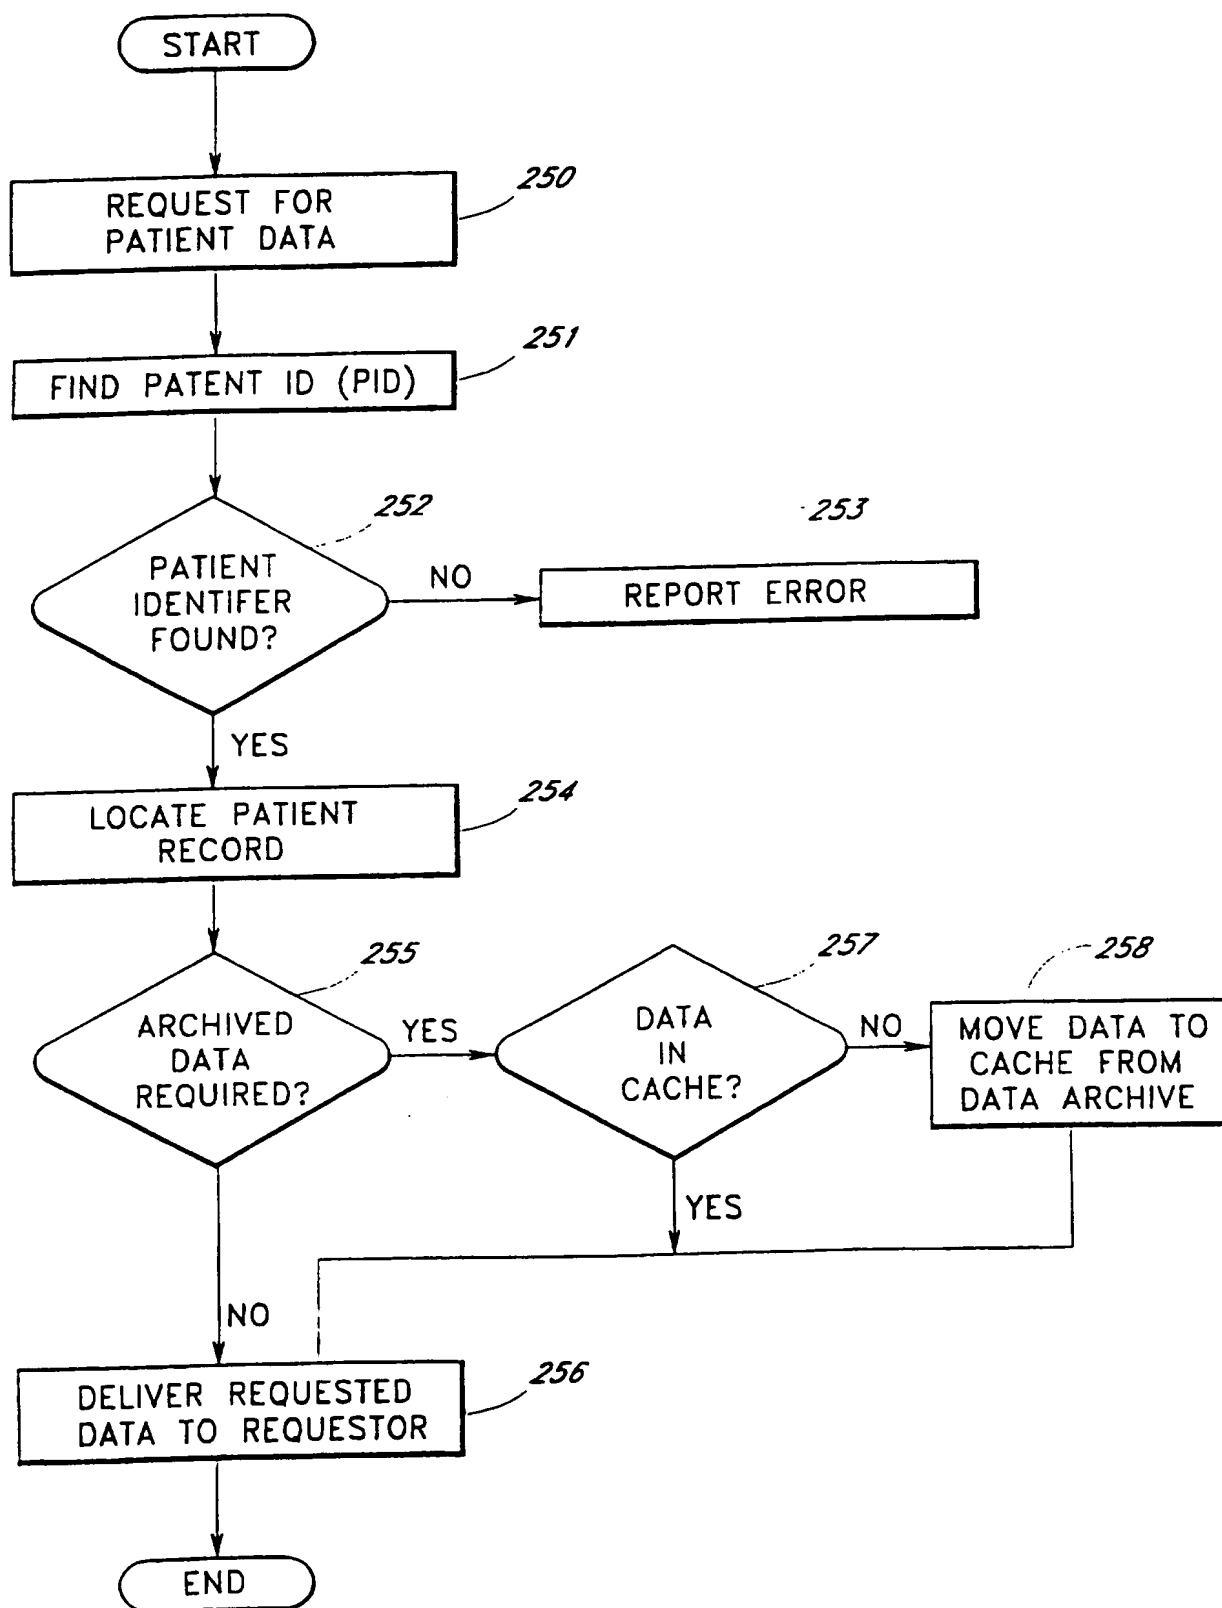 START
250
REQUEST FOR
PATIENT DATA
251
FIND PATENT ID (PID)
252
PATIENT
IDENTIFER
FOUND?
NO
253
REPORT ERROR
YES
254
LOCATE PATIENT
RECORD
255
ARCHIVED
DATA
REQUIRED?
YES
257
DATA
IN
CACHE?
NO
258
MOVE DATA TO
CACHE FROM
DATA ARCHIVE
YES
NO
256
DELIVER REQUESTED
DATA TO REQUESTOR
END